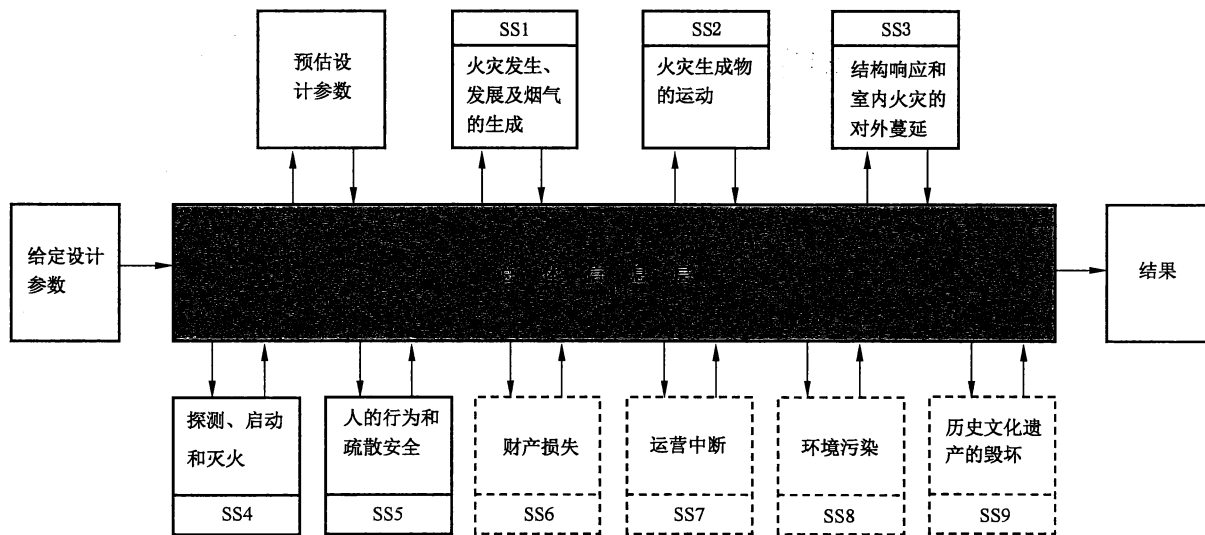 预估设
计参数
SS1
火灾发生、
发展及烟气
的生成
SS2
火灾生成物
的运动
SS3
结构响应和
室内火灾的
对外蔓延
给定设计
参数
结果
探测、启动
和灭火
SS4
人的行为和
疏散安全
SS5
财产损失
SS6
运营中断
SS7
环境污染
SS8
历史文化遗
产的毁坏
SS9